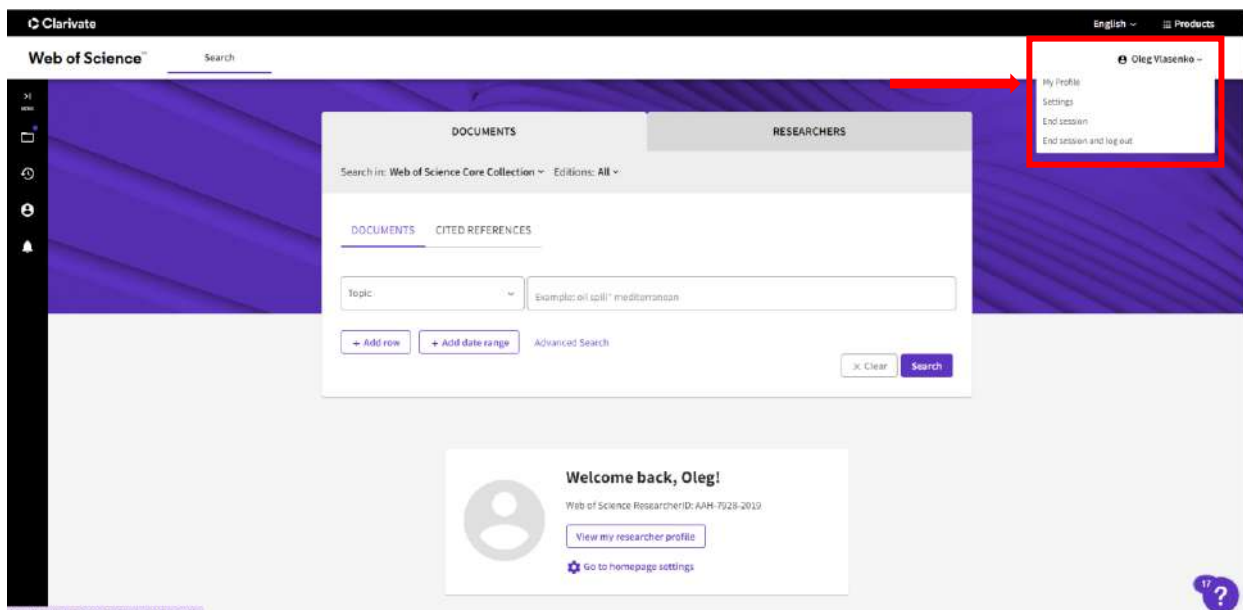 Clarivate
English
Products
Web of Science™
Search
Oleg Vlasenko
My Profile
Settings
End session
End session and log out
MENU
DOCUMENTS
RESEARCHERS
Search in: Web of Science Core Collection Editions: All
DOCUMENTS
CITED REFERENCES
Topic
Example: oil spill* mediterranean
+ Add row
+ Add date range
Advanced Search
× Clear
Search
Welcome back, Oleg!
Web of Science ResearcherID: AAH-7928-2019
View my researcher profile
Go to homepage settings
17
?